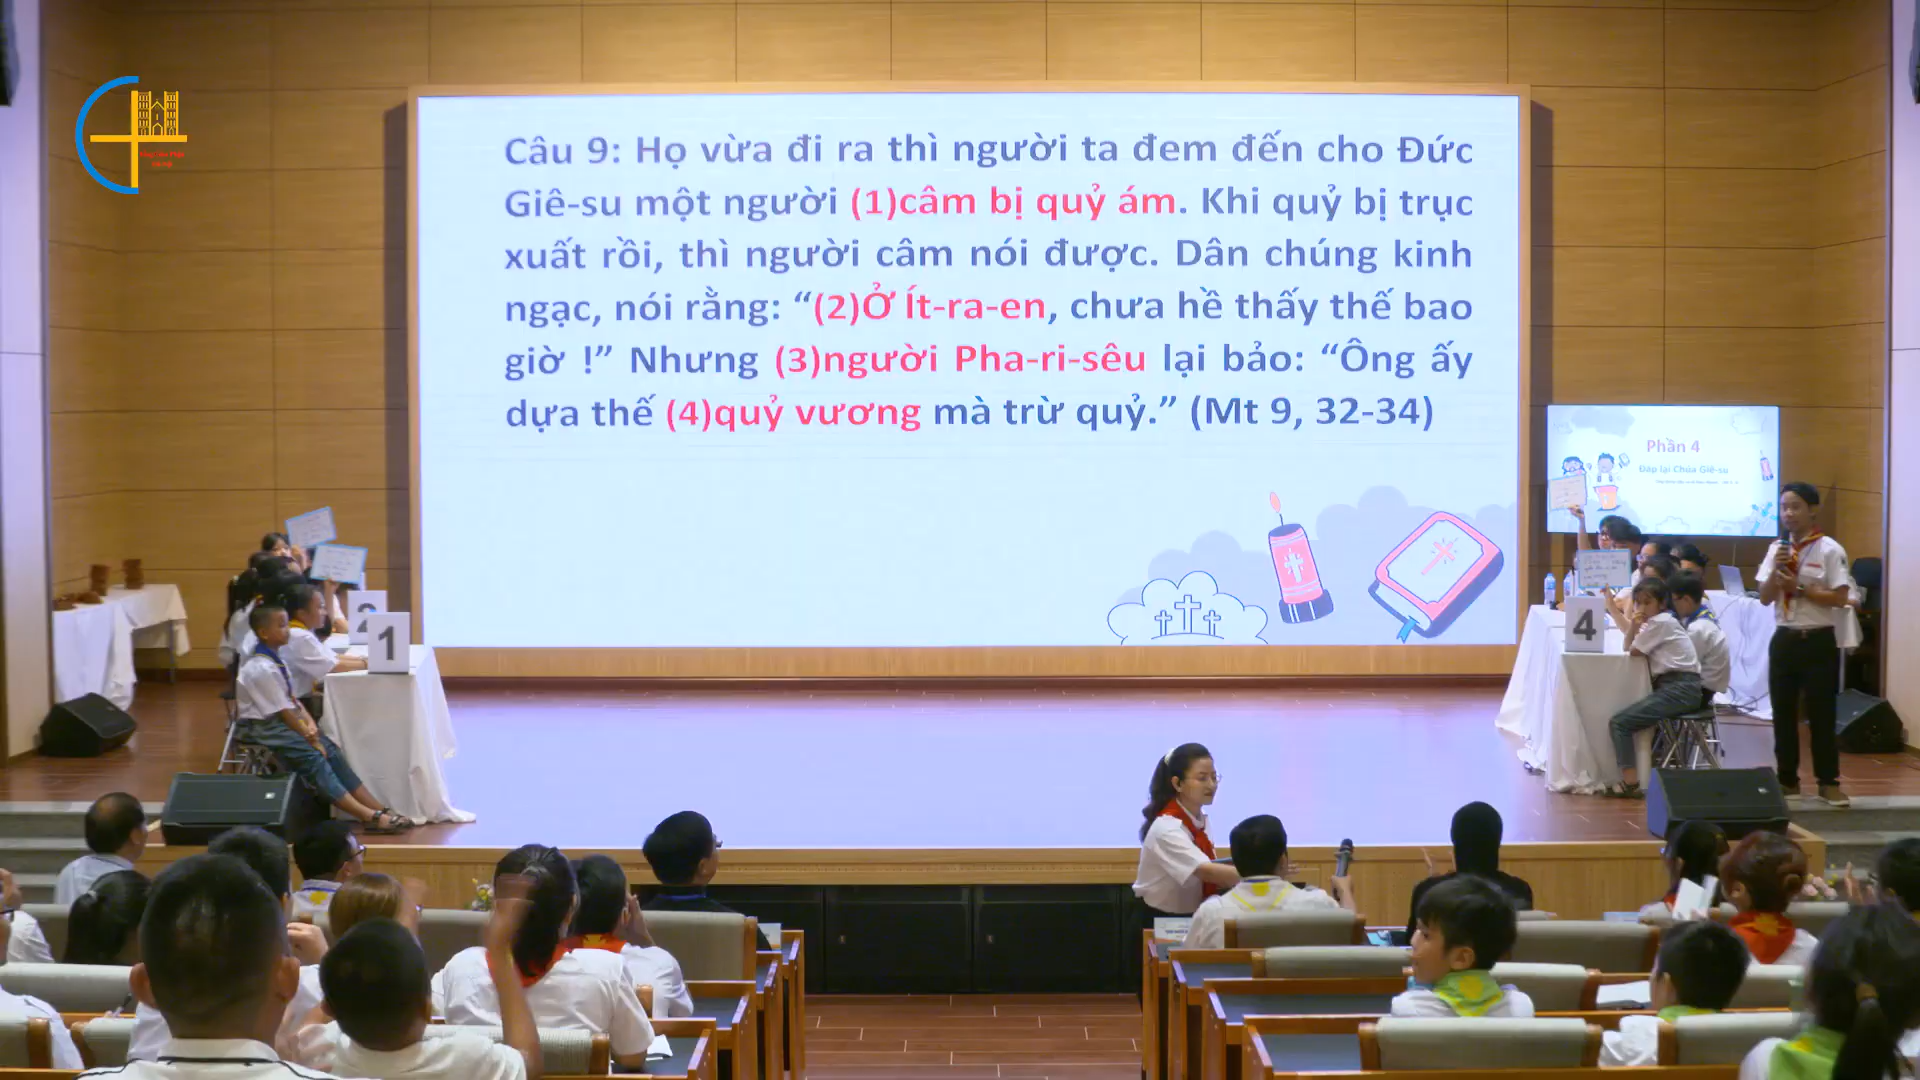 Câu 9: Họ vừa đi ra thì người ta đem đến cho Đức
Giê-su một người (1)câm bị quỷ ám. Khi quỷ bị trục
xuất rồi, thì người câm nói được. Dân chúng kinh
ngạc, nói rằng: “(2)Ở Ít-ra-en, chưa hề thấy thế bao
giờ !” Nhưng (3)người Pha-ri-sêu lại bảo: “Ông ấy
dựa thế (4)quỷ vương mà trừ quỷ.” (Mt 9, 32-34)
Phần 4
Đáp lại Chúa Giê-su
2
1
4